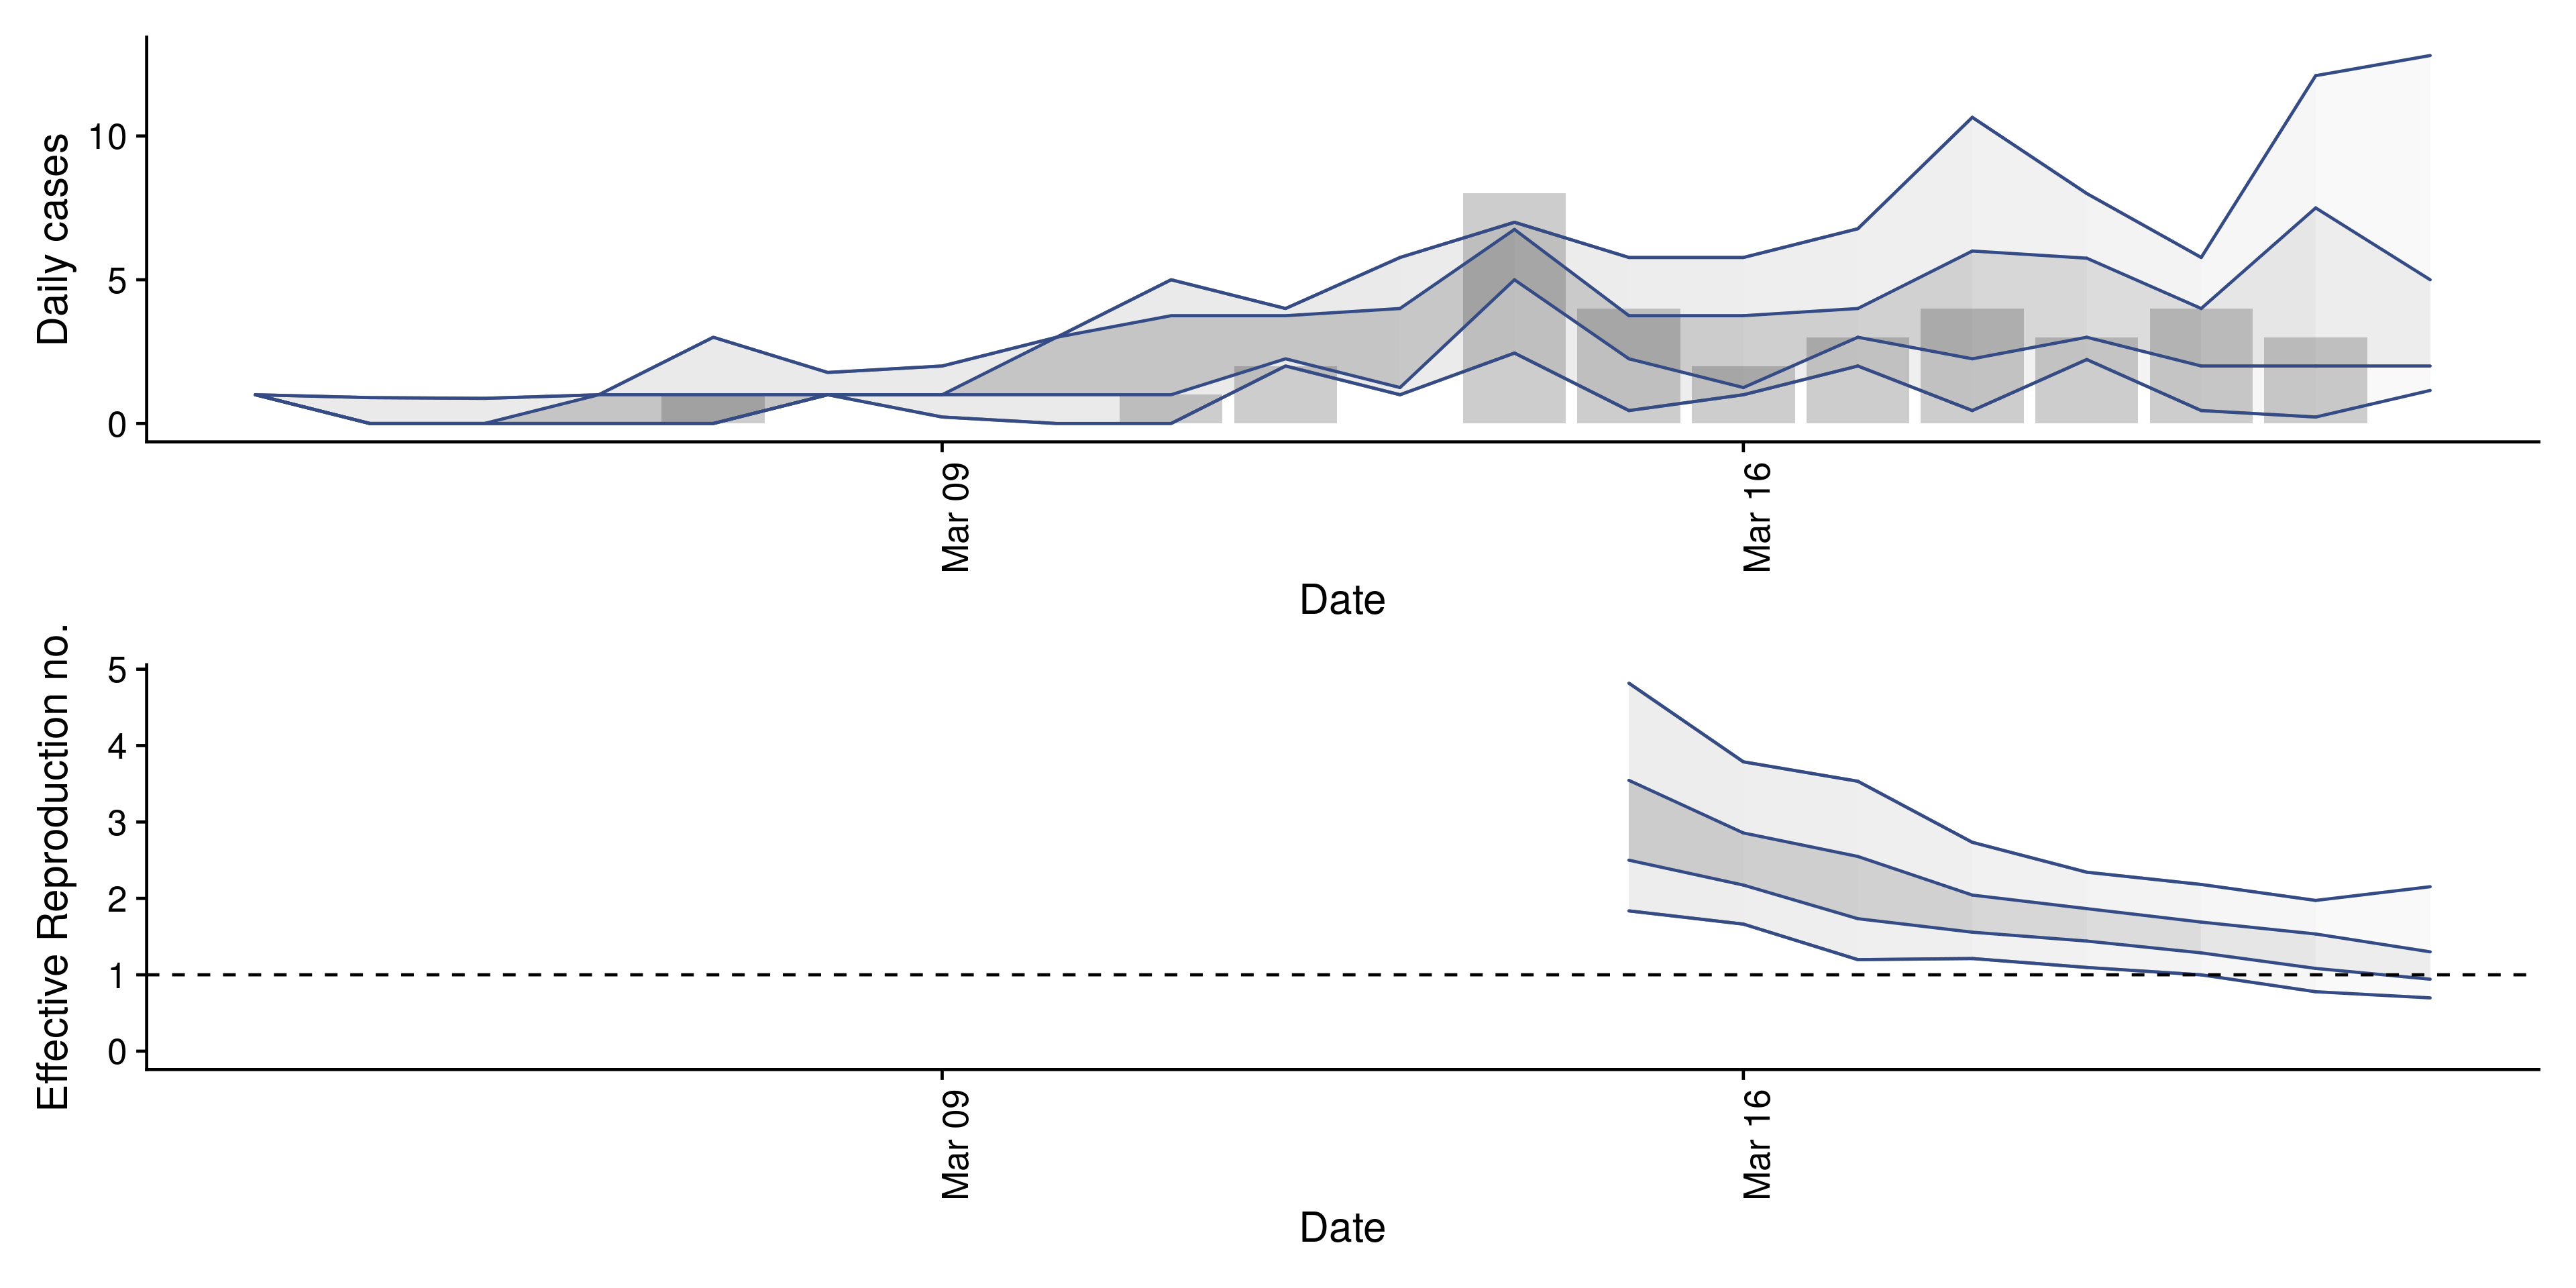 Daily cases
10
5
0
Mar 09
Mar 16
Date
Effective Reproduction no.
5
4
3
2
1
0
Mar 09
Mar 16
Date